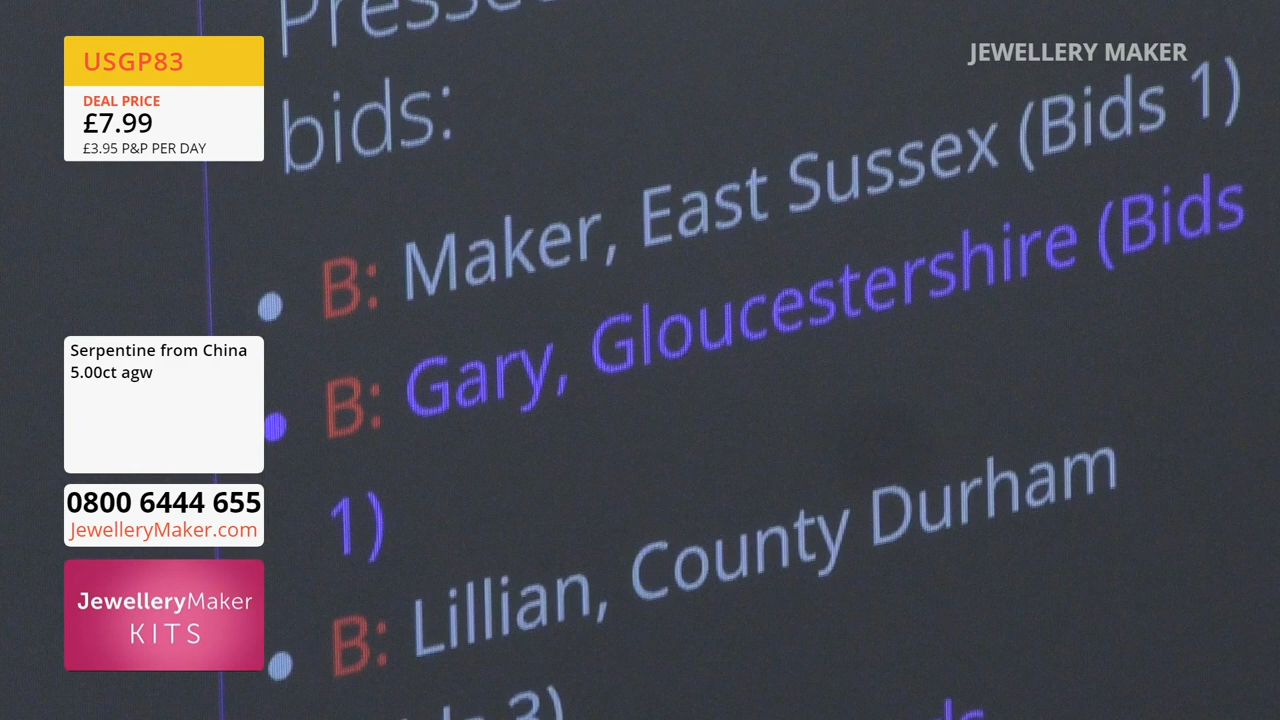 USGP83
DEAL PRICE
£7.99
£3.95 P&P PER DAY
JEWELLERY MAKER
bids:
B: Maker, East Sussex (Bids 1)
B: Gary, Gloucestershire (Bids
1)
B: Lillian, County Durham
3)
Serpentine from China
5.00ct agw
0800 6444 655
JewelleryMaker.com
JewelleryMaker
KITS